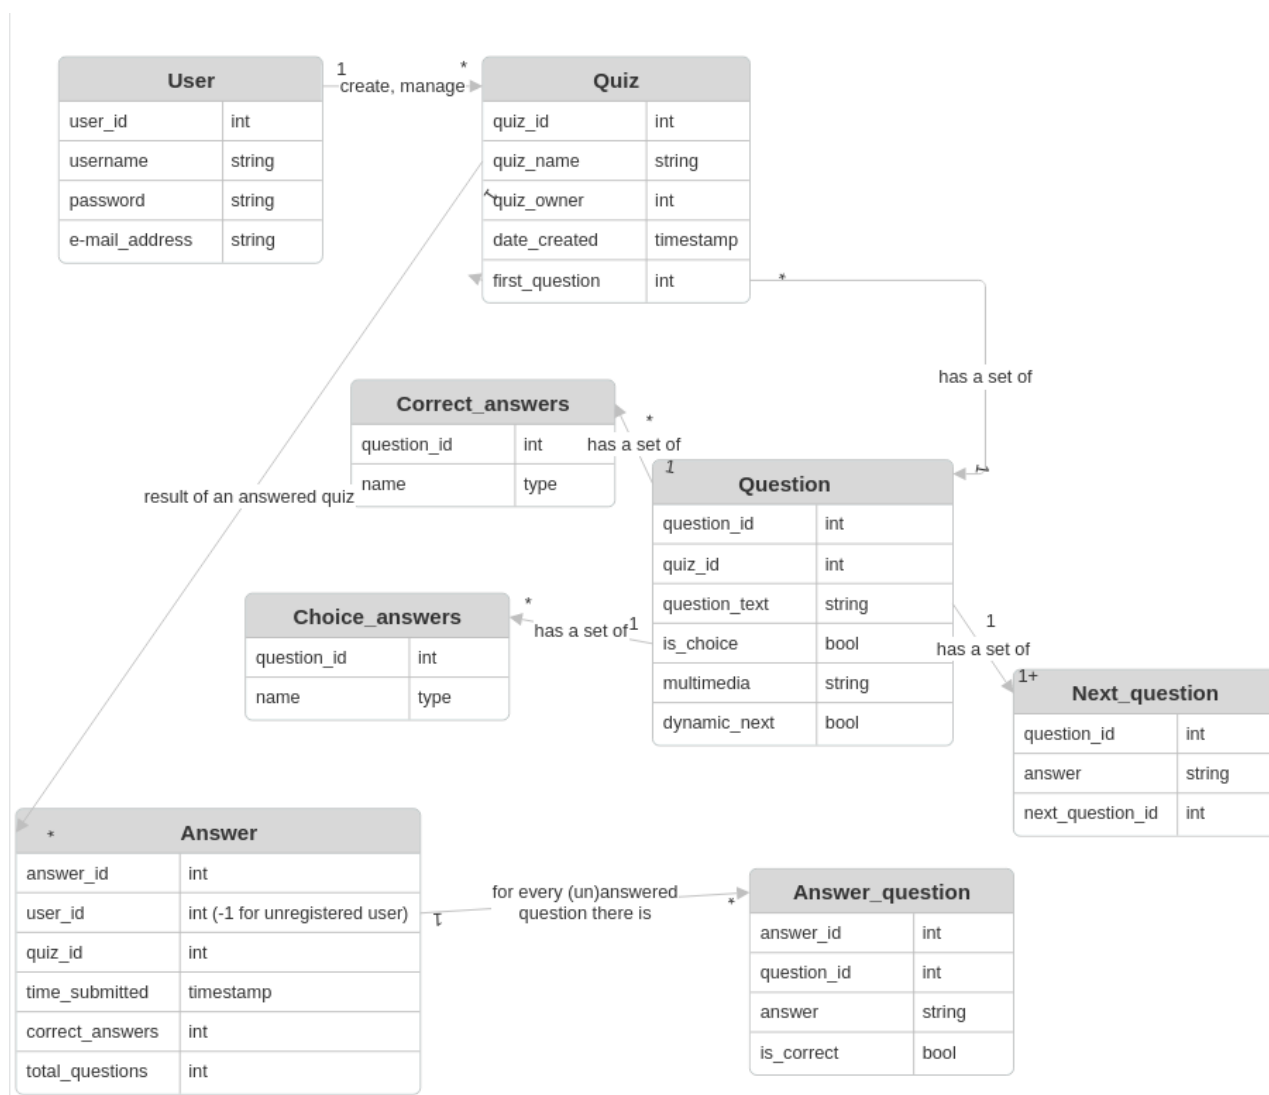 User
user_id int
username string
password string
e-mail_address string
1
*
create, manage
Quiz
quiz_id int
quiz_name string
quiz_owner int
date_created timestamp
first_question int
1
*
has a set of
1
Correct_answers
question_id int
name type
*
has a set of
1
result of an answered quiz
Question
question_id int
quiz_id int
question_text string
is_choice bool
multimedia string
dynamic_next bool
Choice_answers
question_id int
name type
*
has a set of
1
1
has a set of
1+
Next_question
question_id int
answer string
next_question_id int
*
Answer
answer_id int
user_id int (-1 for unregistered user)
quiz_id int
time_submitted timestamp
correct_answers int
total_questions int
1
for every (un)answered
question there is
*
Answer_question
answer_id int
question_id int
answer string
is_correct bool